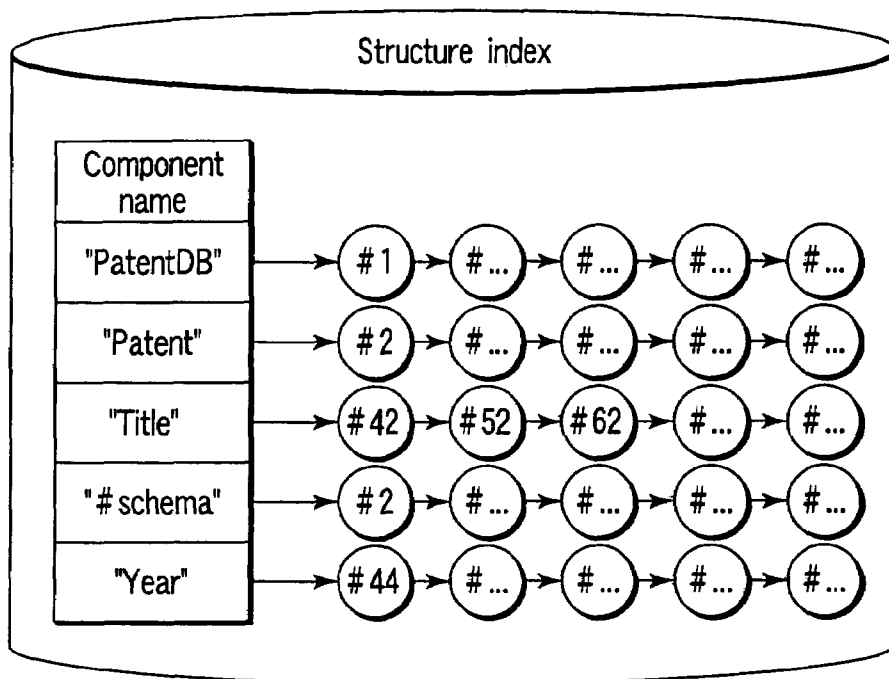 Structure index
Component
name
"PatentDB" #1 #... #... #... #...
"Patent" #2 #... #... #... #...
"Title" #42 #52 #62 #... #...
"#schema" #2 #... #... #... #...
"Year" #44 #... #... #... #...